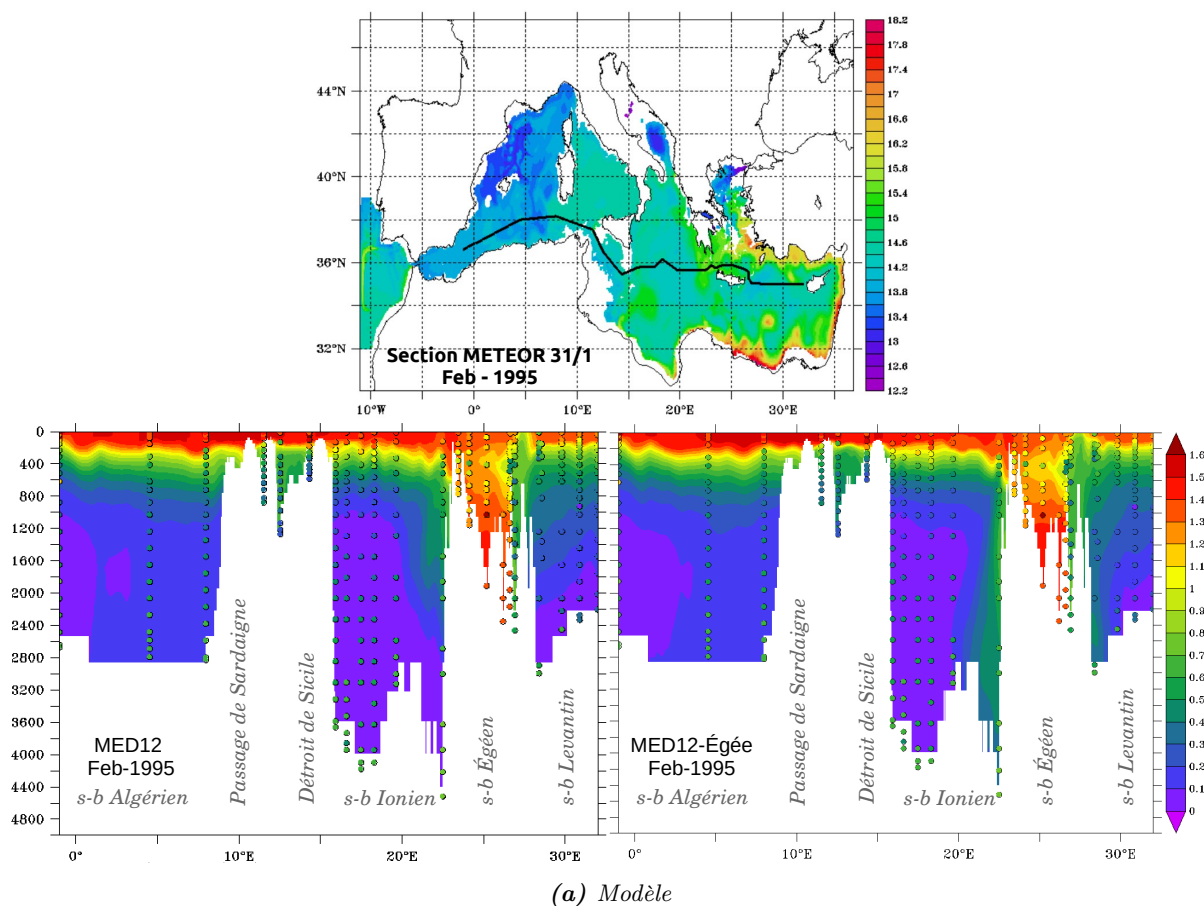 18.2
17.8
17.4
17
16.6
16.2
15.8
15.4
15
14.6
14.2
13.8
13.4
13
12.6
12.2
44°N
40°N
36°N
32°N
Section METEOR 31/1
Feb - 1995
10°W
0°
10°E
20°E
30°E
0
400
800
1200
1600
2000
2400
2800
3200
3600
4000
4400
4800
MED12
Feb-1995
s-b Algérien
Passage de Sardaigne
Détroit de Sicile
s-b Ionien
s-b Égéen
s-b Levantin
0°
10°E
20°E
30°E
MED12-Égée
Feb-1995
s-b Algérien
Passage de Sardaigne
Détroit de Sicile
s-b Ionien
s-b Égéen
s-b Levantin
0°
10°E
20°E
30°E
1.6
1.5
1.4
1.3
1.2
1.1
1
0.9
0.8
0.7
0.6
0.5
0.4
0.3
0.2
0.1
0
(a) Modèle